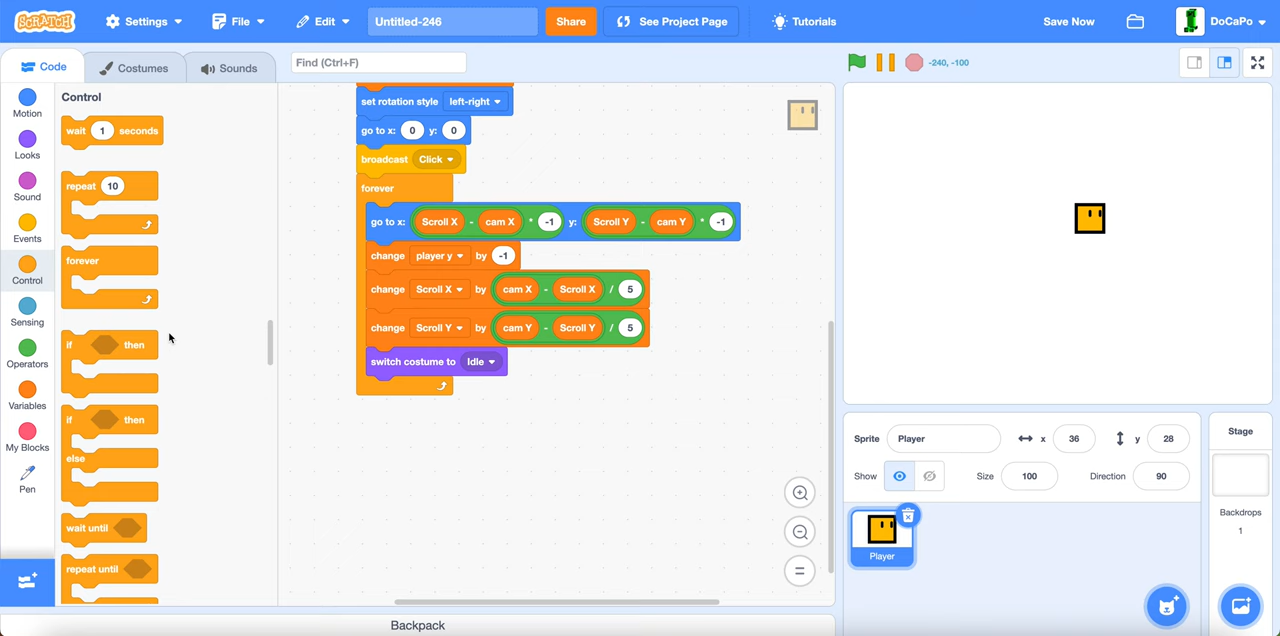 SCRATCH Settings File Edit Untitled-246 Share See Project Page Tutorials Save Now DoCaPo
Code Costumes Sounds Find (Ctrl+F) -240, -100
Motion
Looks
Sound
Events
Control
Sensing
Operators
Variables
My Blocks
Pen
Control
wait 1 seconds
repeat 10
forever
if then
if then
else
wait until
repeat until
set rotation style left-right
go to x: 0 y: 0
broadcast Click
forever
go to x: Scroll X - cam X * -1 y: Scroll Y - cam Y * -1
change player y by -1
change Scroll X by cam X - Scroll X / 5
change Scroll Y by cam Y - Scroll Y / 5
switch costume to Idle
Sprite Player x 36 y 28
Show Size 100 Direction 90
Player
Stage
Backdrops
1
Backpack